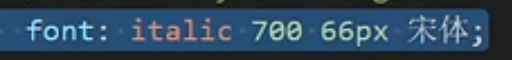 font: italic 700 66px 宋体;